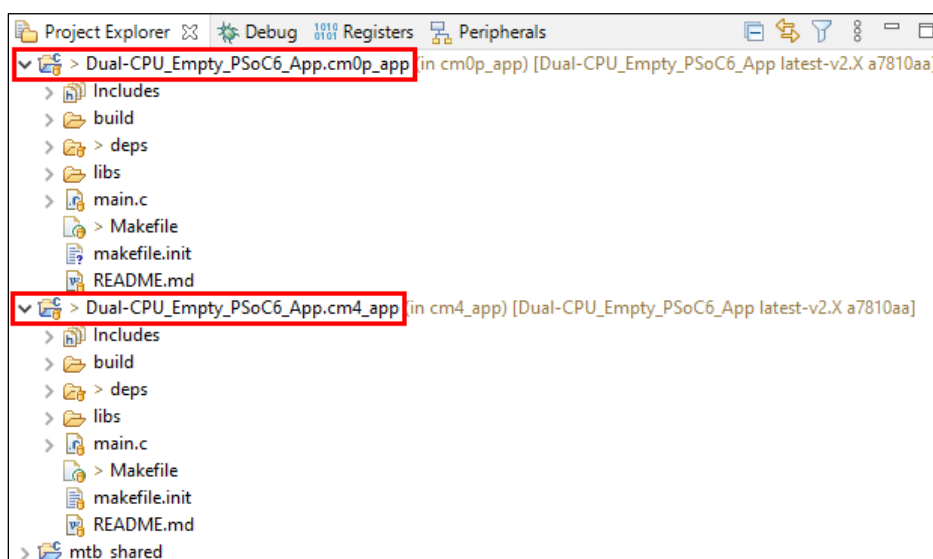 Project Explorer Debug 1010 0101 Registers Peripherals
> Dual-CPU_Empty_PSoC6_App.cm0p_app (in cm0p_app) [Dual-CPU_Empty_PSoC6_App latest-v2.X a7810aa]
> Includes
> build
> > deps
> libs
> main.c
> Makefile
makefile.init
README.md
> Dual-CPU_Empty_PSoC6_App.cm4_app (in cm4_app) [Dual-CPU_Empty_PSoC6_App latest-v2.X a7810aa]
> Includes
> build
> > deps
> libs
> main.c
> Makefile
makefile.init
README.md
> mtb_shared